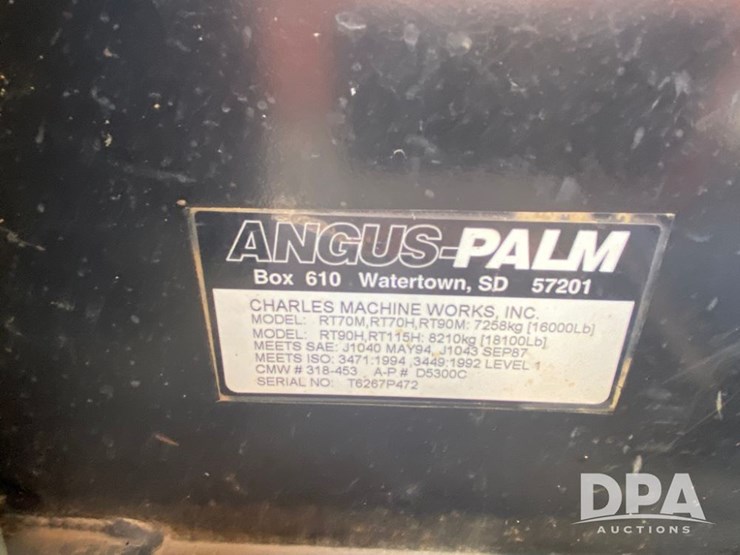 ANGUS-PALM
Box 610 Watertown, SD 57201
CHARLES MACHINE WORKS, INC.
MODEL: RT70M,RT70H,RT90M: 7258kg [16000Lb]
MODEL: RT90H,RT115H: 8210kg [18100Lb]
MEETS SAE: J1040 MAY94, J1043 SEP87
MEETS ISO: 3471:1994 ,3449:1992 LEVEL 1
CMW # 318-453 A-P # D5300C
SERIAL NO: T6267P472
DPA
AUCTIONS